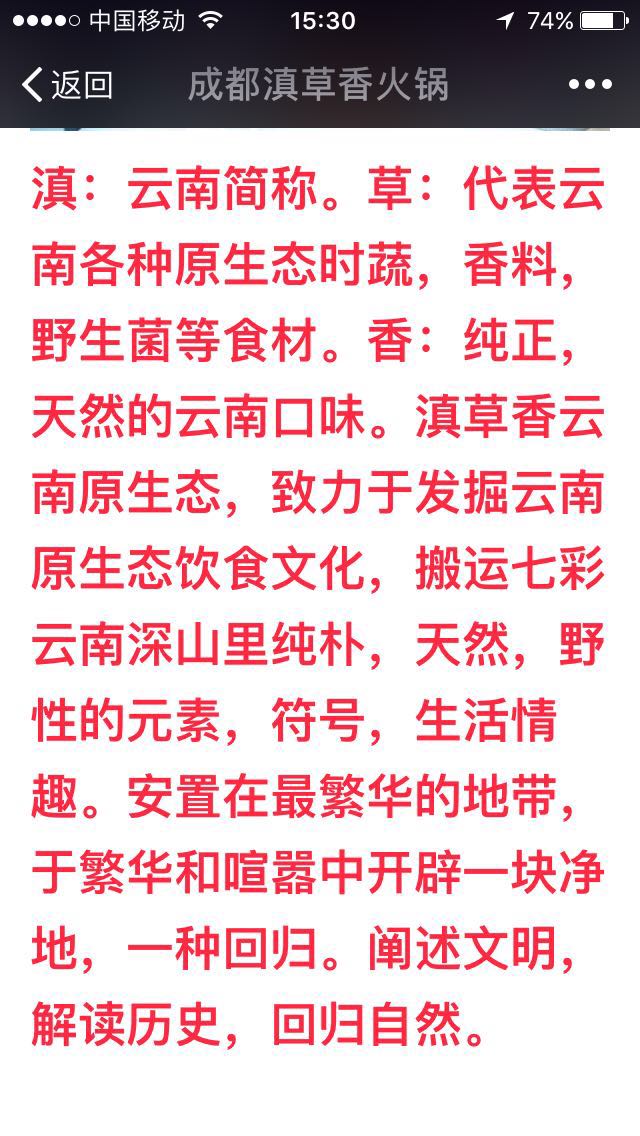 中国移动 15:30 74%
返回 成都滇草香火锅
滇：云南简称。草：代表云
南各种原生态时蔬，香料，
野生菌等食材。香：纯正，
天然的云南口味。滇草香云
南原生态，致力于发掘云南
原生态饮食文化，搬运七彩
云南深山里纯朴，天然，野
性的元素，符号，生活情
趣。安置在最繁华的地带，
于繁华和喧嚣中开辟一块净
地，一种回归。阐述文明，
解读历史，回归自然。